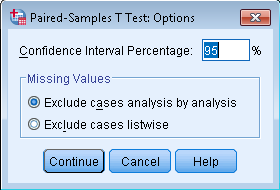 Paired-Samples T Test: Options
Confidence Interval Percentage: 95 %
Missing Values
Exclude cases analysis by analysis
Exclude cases listwise
Continue Cancel Help